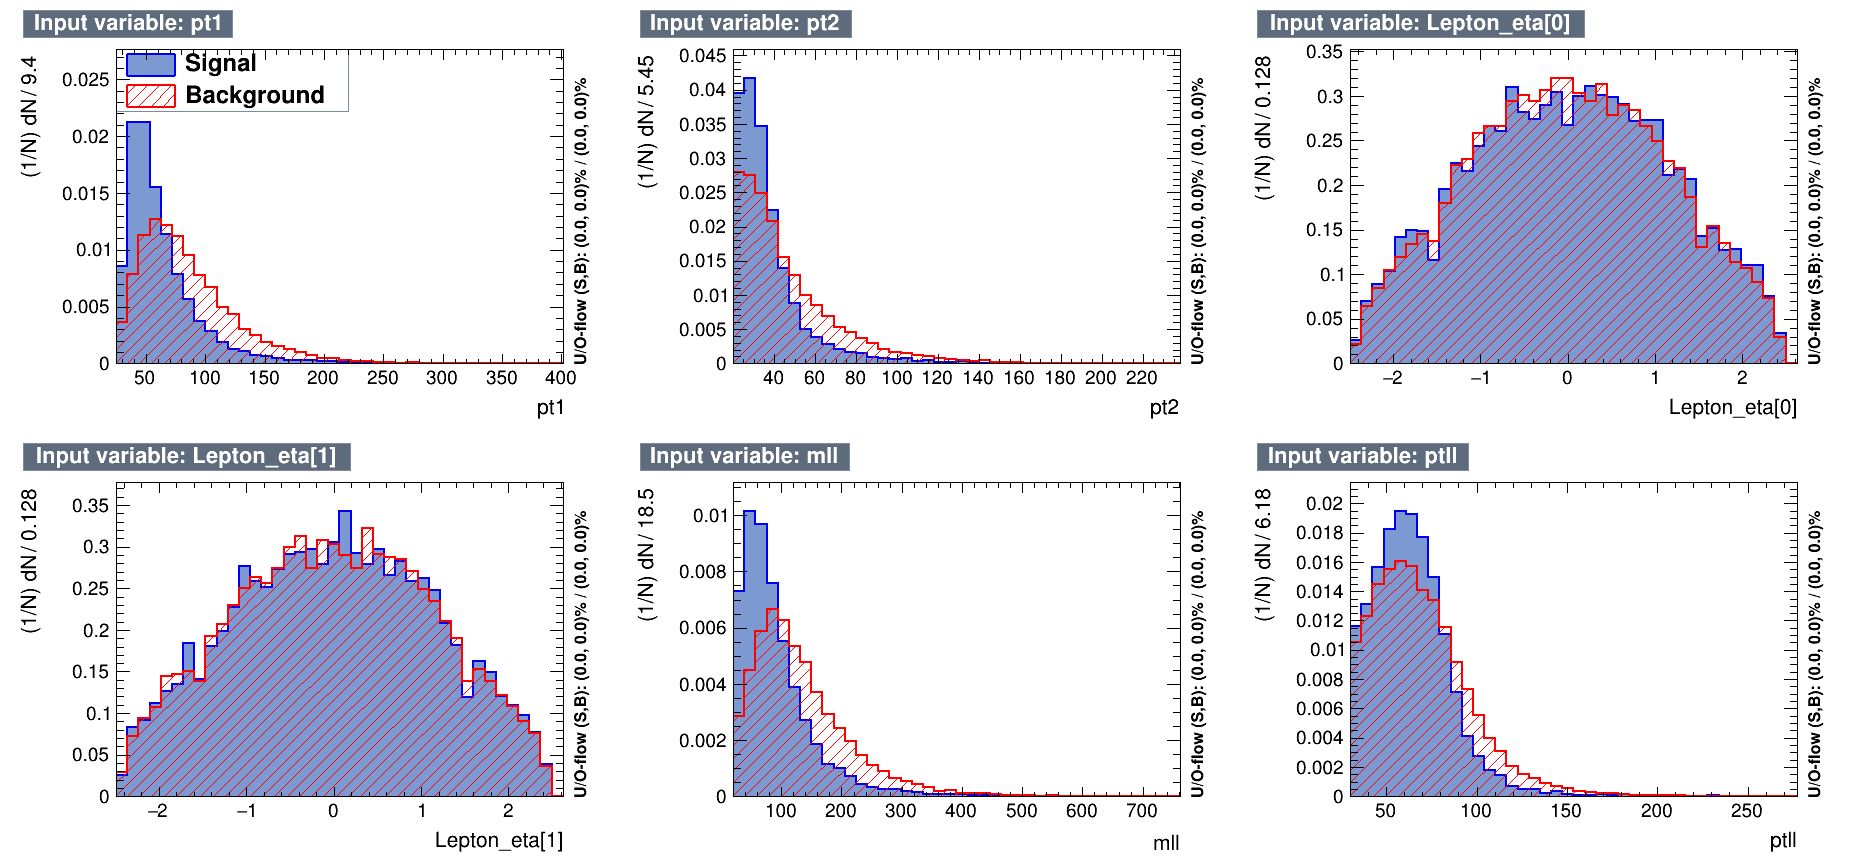 Input variable: pt1
(1/N) dN / 9.4
Signal
Background
0.025
0.02
0.015
0.01
0.005
0
50 100 150 200 250 300 350 400
pt1
U/O-flow (S,B): (0.0, 0.0)% / (0.0, 0.0)%
Input variable: pt2
(1/N) dN / 5.45
0.045
0.04
0.035
0.03
0.025
0.02
0.015
0.01
0.005
0
40 60 80 100 120 140 160 180 200 220
pt2
U/O-flow (S,B): (0.0, 0.0)% / (0.0, 0.0)%
Input variable: Lepton_eta[0]
(1/N) dN / 0.128
0.35
0.3
0.25
0.2
0.15
0.1
0.05
0
−2 −1 0 1 2
Lepton_eta[0]
U/O-flow (S,B): (0.0, 0.0)% / (0.0, 0.0)%
Input variable: Lepton_eta[1]
(1/N) dN / 0.128
0.35
0.3
0.25
0.2
0.15
0.1
0.05
0
−2 −1 0 1 2
Lepton_eta[1]
U/O-flow (S,B): (0.0, 0.0)% / (0.0, 0.0)%
Input variable: mll
(1/N) dN / 18.5
0.01
0.008
0.006
0.004
0.002
0
100 200 300 400 500 600 700
mll
U/O-flow (S,B): (0.0, 0.0)% / (0.0, 0.0)%
Input variable: ptll
(1/N) dN / 6.18
0.02
0.018
0.016
0.014
0.012
0.01
0.008
0.006
0.004
0.002
0
50 100 150 200 250
ptll
U/O-flow (S,B): (0.0, 0.0)% / (0.0, 0.0)%